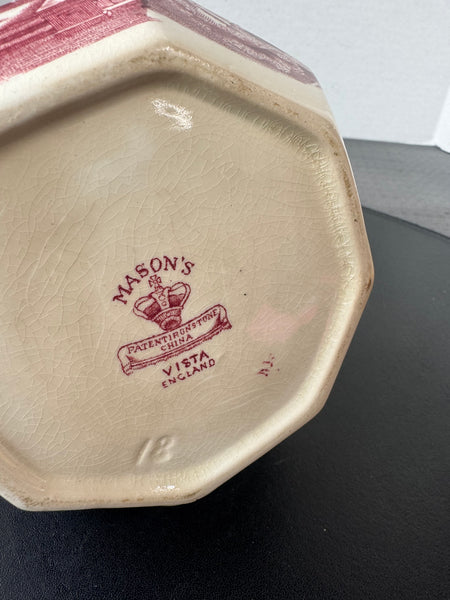 MASON'S
PATENT IRONSTONE
CHINA
VISTA
ENGLAND
18